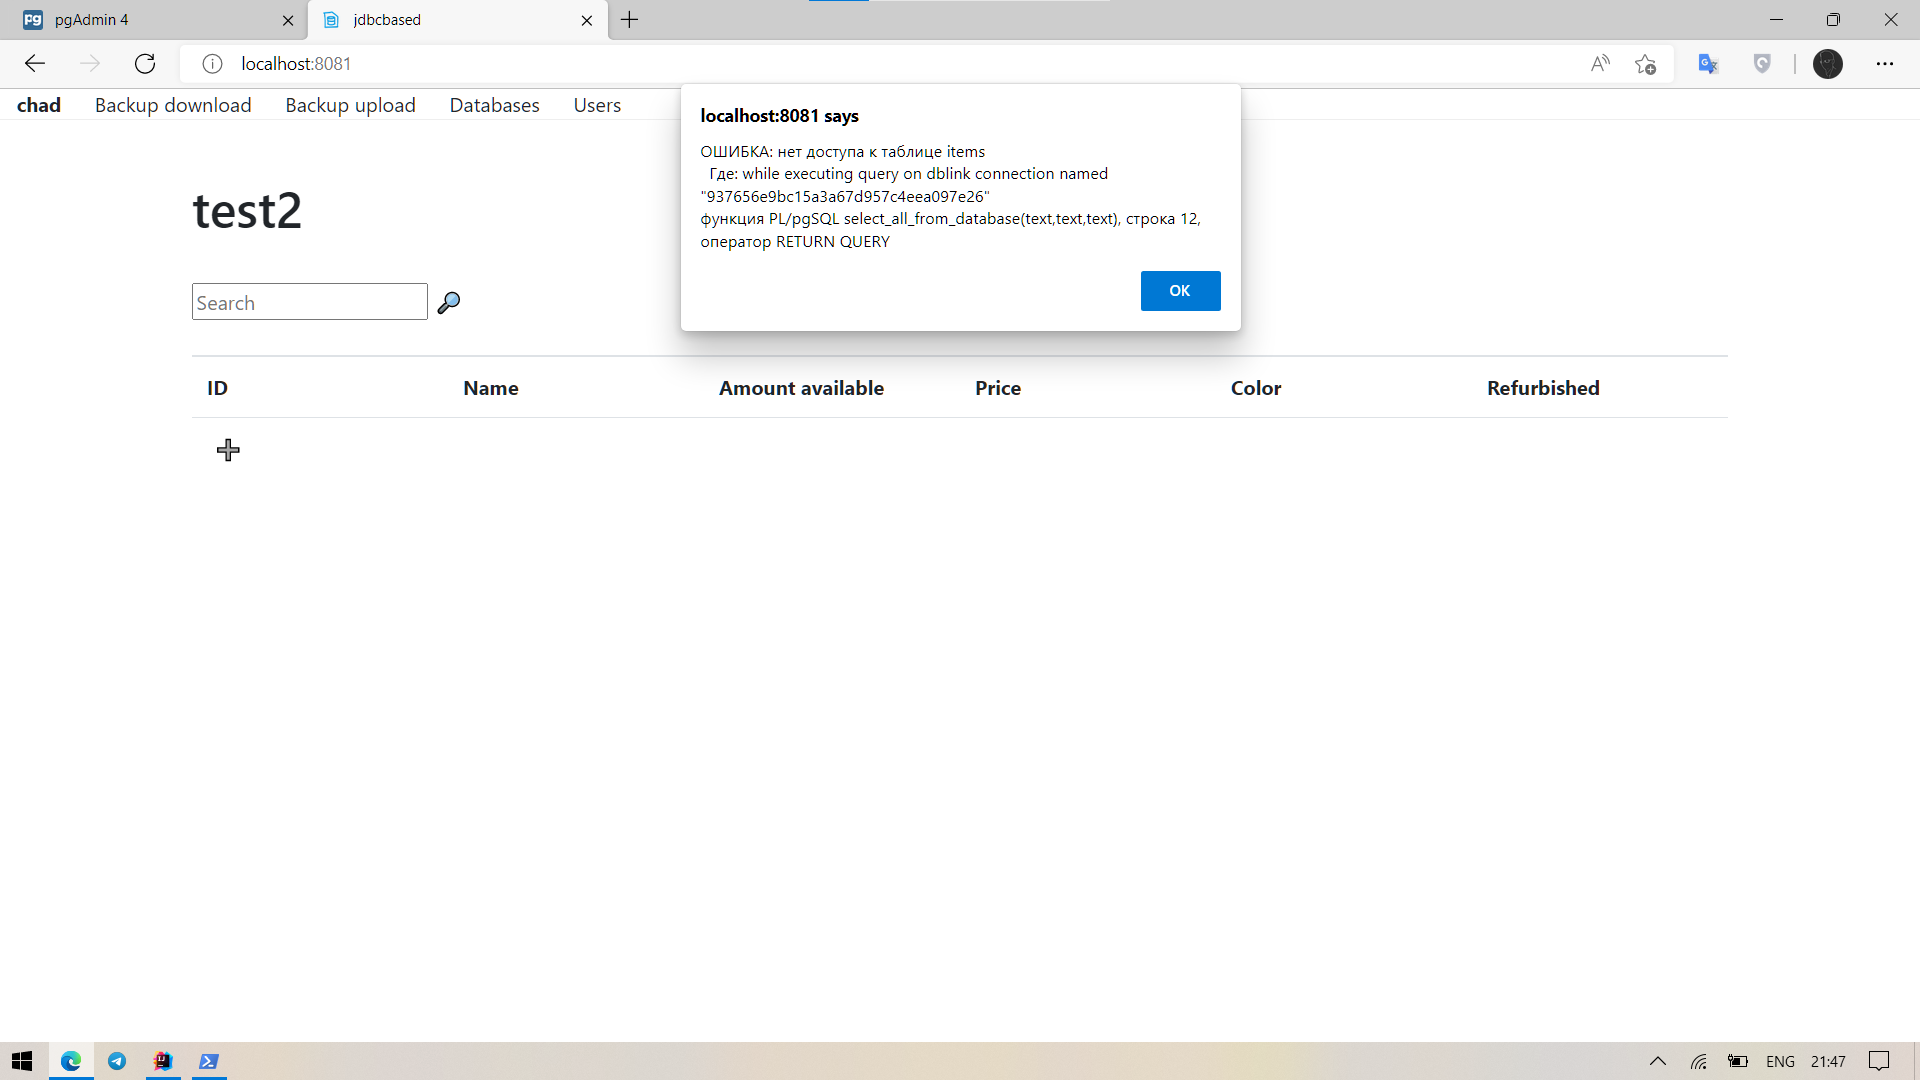 pgAdmin 4
jdbcbased
localhost:8081
chad Backup download Backup upload Databases Users
localhost:8081 says
ОШИБКА: нет доступа к таблице items
Где: while executing query on dblink connection named
"937656e9bc15a3a67d957c4eea097e26"
функция PL/pgSQL select_all_from_database(text,text,text), строка 12,
оператор RETURN QUERY
OK
test2
Search
ID Name Amount available Price Color Refurbished
ENG 21:47